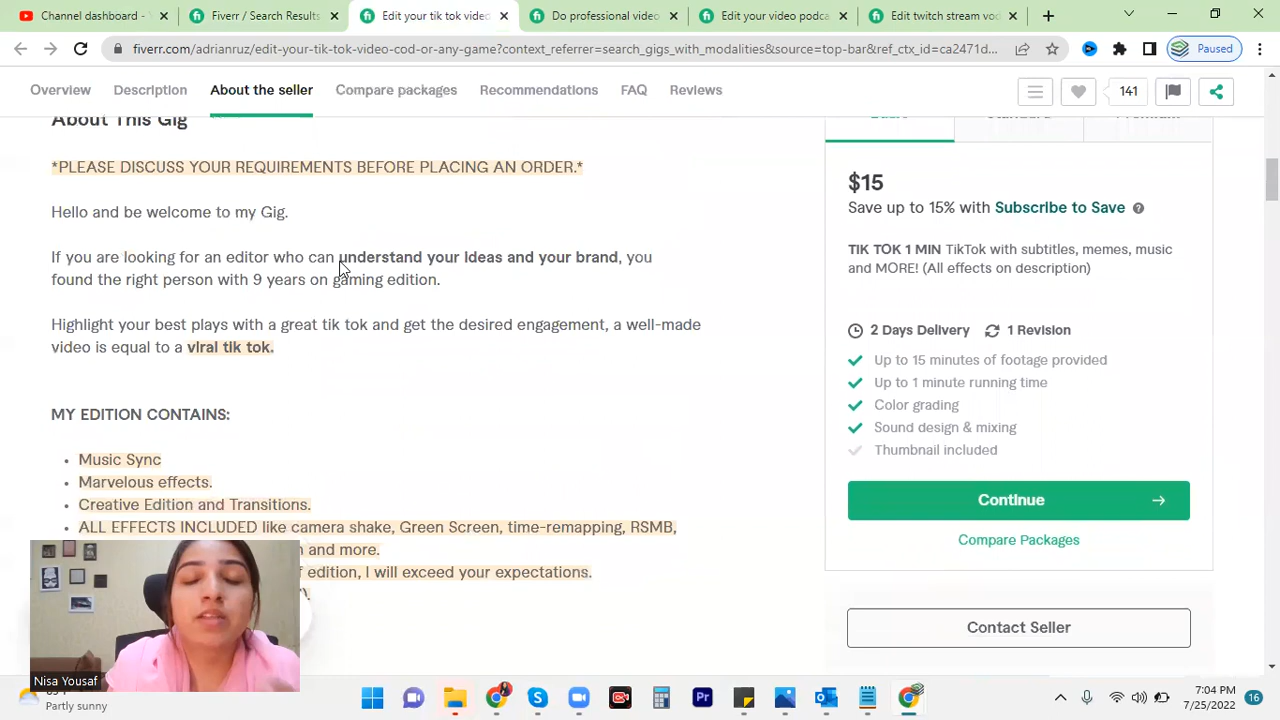 Channel dashboard - Y
Fiverr / Search Results
Edit your tik tok video
Do professional video
Edit your video podca
Edit twitch stream vod
fiverr.com/adrianruz/edit-your-tik-tok-video-cod-or-any-game?context_referrer=search_gigs_with_modalities&source=top-bar&ref_ctx_id=ca2471d...
Paused
Overview
Description
About the seller
Compare packages
Recommendations
FAQ
Reviews
141
About This Gig
*PLEASE DISCUSS YOUR REQUIREMENTS BEFORE PLACING AN ORDER.*
Hello and be welcome to my Gig.
If you are looking for an editor who can understand your Ideas and your brand, you
found the right person with 9 years on gaming edition.
Highlight your best plays with a great tik tok and get the desired engagement, a well-made
video is equal to a viral tik tok.
MY EDITION CONTAINS:
• Music Sync
• Marvelous effects.
• Creative Edition and Transitions.
• ALL EFFECTS INCLUDED like camera shake, Green Screen, time-remapping, RSMB,
and more.
edition, I will exceed your expectations.
$15
Save up to 15% with Subscribe to Save
TIK TOK 1 MIN TikTok with subtitles, memes, music
and MORE! (All effects on description)
2 Days Delivery
1 Revision
Up to 15 minutes of footage provided
Up to 1 minute running time
Color grading
Sound design & mixing
Thumbnail included
Continue
Compare Packages
Contact Seller
Nisa Yousaf
Partly sunny
Pr
7:04 PM
7/25/2022
16